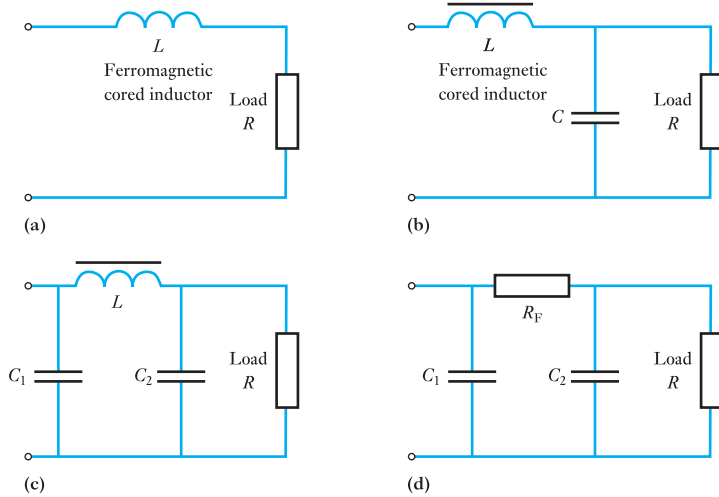 L
Ferromagnetic
cored inductor
Load
R
(a)
L
Ferromagnetic
cored inductor
C
Load
R
(b)
L
C1
C2
Load
R
(c)
RF
C1
C2
Load
R
(d)